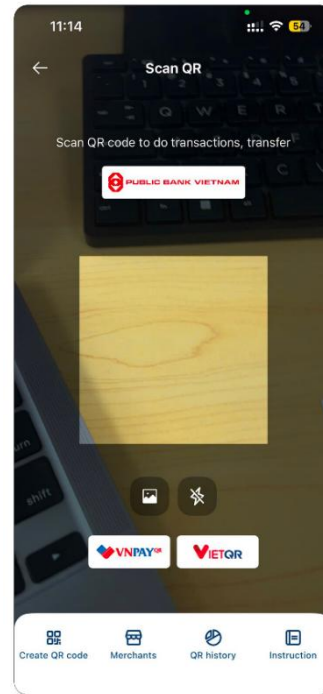 11:14
54
Scan QR
Q W E R T
Scan QR code to do transactions, transfer
PUBLIC BANK VIETNAM
shift
VNPAYQR
VIETQR
Create QR code Merchants QR history Instruction